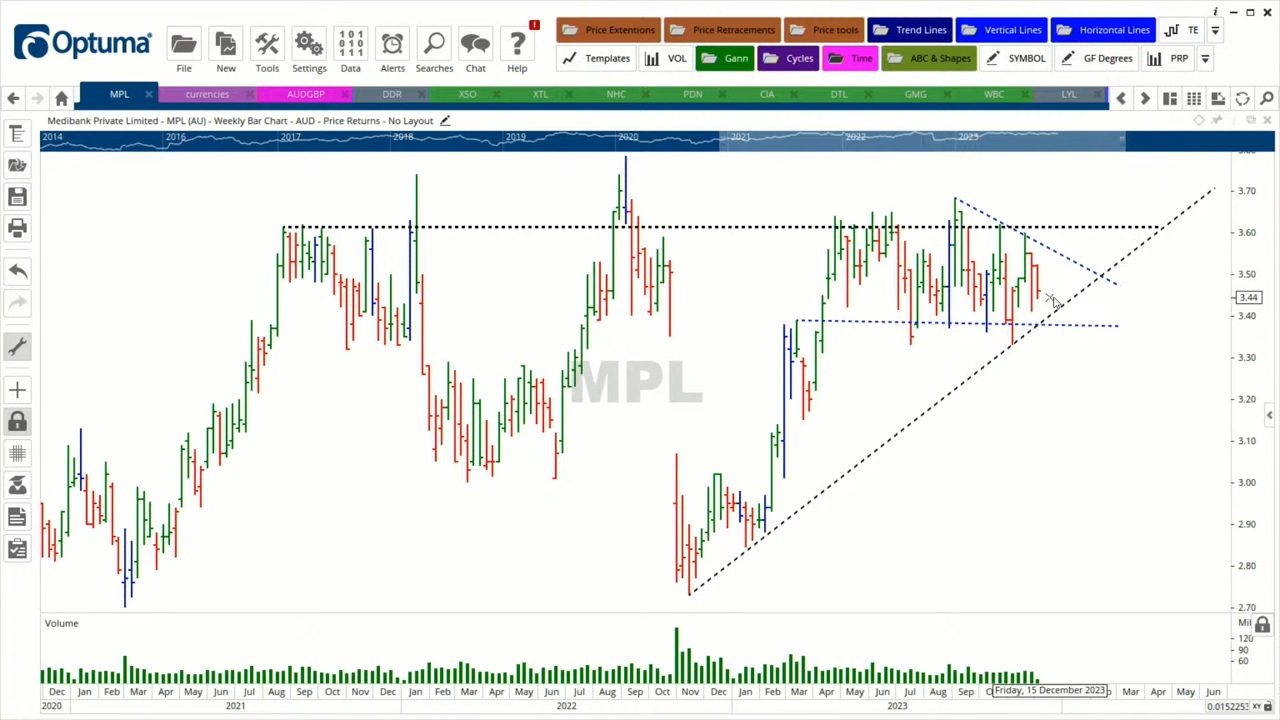 i
Optuma
File New Tools Settings Data Alerts Searches Chat Help
Price Extentions Price Retracements Price tools Trend Lines Vertical Lines Horizontal Lines TE
Templates VOL Gann Cycles Time ABC & Shapes SYMBOL GF Degrees PRP
MPL currencies AUDGBP DDR XSO XTL NHC PDN CIA DTL GMG WBC LYL
Medibank Private Limited - MPL (AU) - Weekly Bar Chart - AUD - Price Returns - No Layout
2014 2016 2017 2018 2019 2020 2021 2022 2023
3.70
3.60
3.50
3.44
3.40
3.30
3.20
3.10
3.00
2.90
2.80
2.70
MPL
Volume
Mil
120
90
60
Dec Jan Feb Mar Apr May Jun Jul Aug Sep Oct Nov Dec Jan Feb Mar Apr May Jun Jul Aug Sep Oct Nov Dec Jan Feb Mar Apr May Jun Jul Aug Sep Friday, 15 December 2023 Mar Apr May Jun
2020 2021 2022 2023
0.0152253 XY